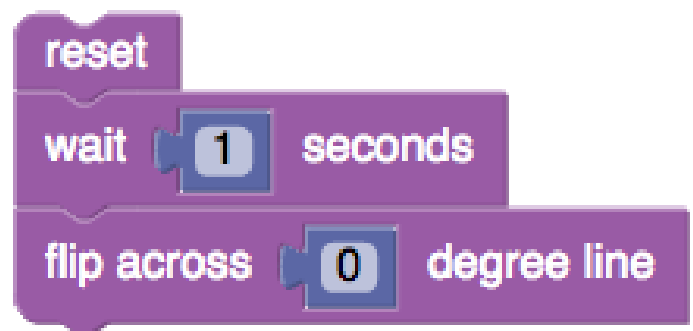 reset
wait 1 seconds
flip across 0 degree line